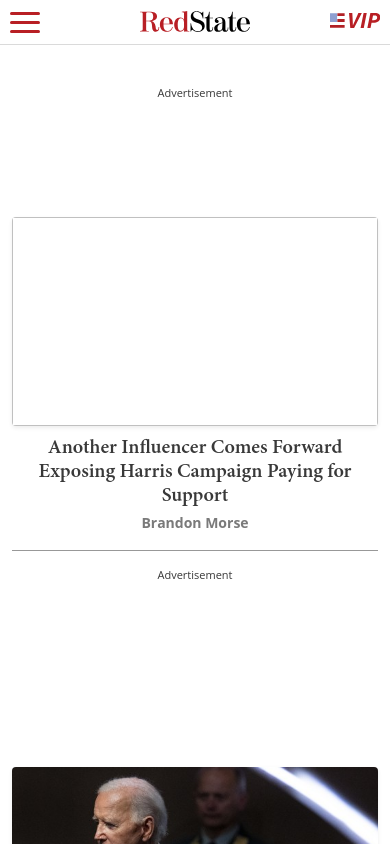 RedState
VIP
Advertisement
Another Influencer Comes Forward
Exposing Harris Campaign Paying for
Support
Brandon Morse
Advertisement